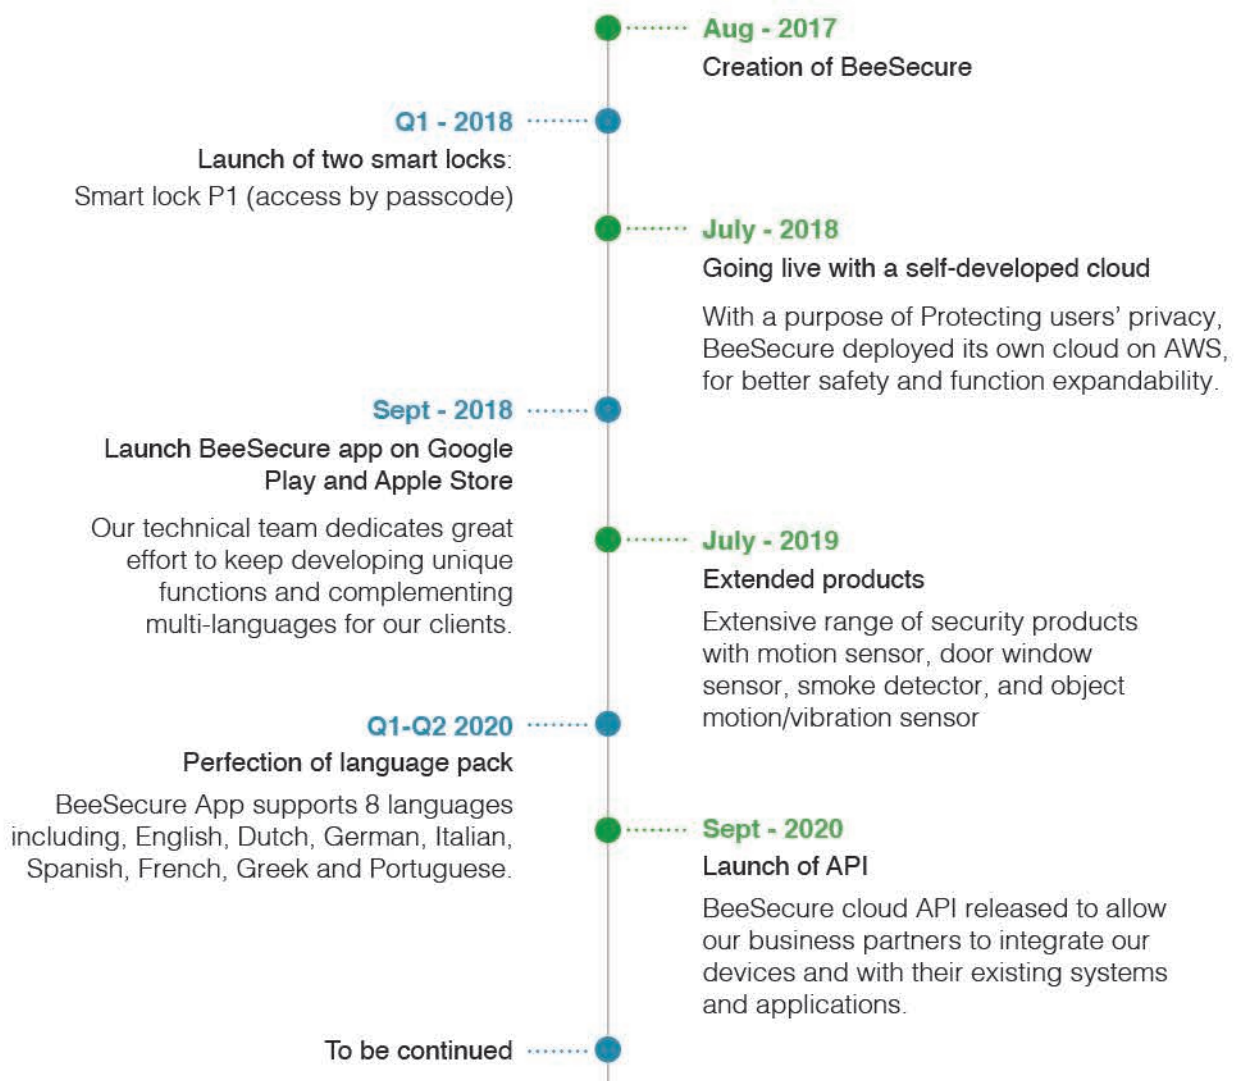 Aug - 2017
Creation of BeeSecure
Q1 - 2018
Launch of two smart locks:
Smart lock P1 (access by passcode)
July - 2018
Going live with a self-developed cloud
With a purpose of Protecting users' privacy,
BeeSecure deployed its own cloud on AWS,
for better safety and function expandability.
Sept - 2018
Launch BeeSecure app on Google
Play and Apple Store
Our technical team dedicates great
effort to keep developing unique
functions and complementing
multi-languages for our clients.
July - 2019
Extended products
Extensive range of security products
with motion sensor, door window
sensor, smoke detector, and object
motion/vibration sensor
Q1-Q2 2020
Perfection of language pack
BeeSecure App supports 8 languages
including, English, Dutch, German, Italian,
Spanish, French, Greek and Portuguese.
Sept - 2020
Launch of API
BeeSecure cloud API released to allow
our business partners to integrate our
devices and with their existing systems
and applications.
To be continued